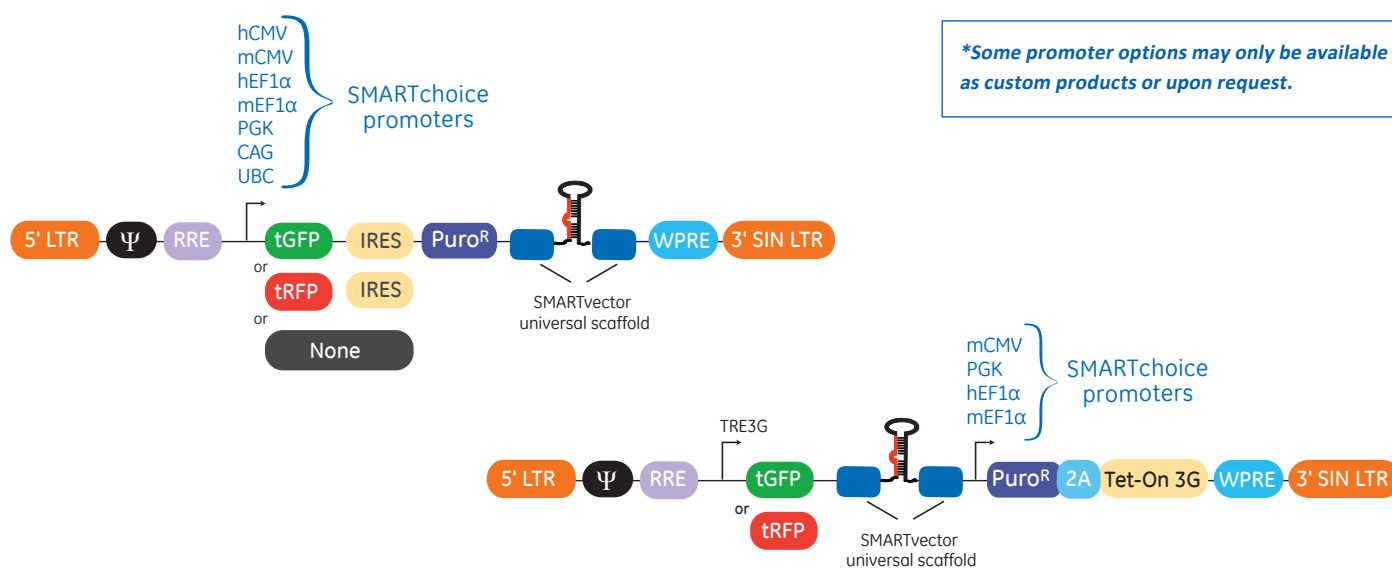 hCMV
mCMV
hEF1α
mEF1α
PGK
CAG
UBC
SMARTchoice
promoters
*Some promoter options may only be available
as custom products or upon request.
5' LTR Ψ RRE tGFP IRES Puroᴿ WPRE 3' SIN LTR
or
tRFP IRES
or
None
SMARTvector
universal scaffold
mCMV
PGK
hEF1α
mEF1α
SMARTchoice
promoters
TRE3G
5' LTR Ψ RRE tGFP Puroᴿ 2A Tet-On 3G WPRE 3' SIN LTR
or
tRFP
SMARTvector
universal scaffold